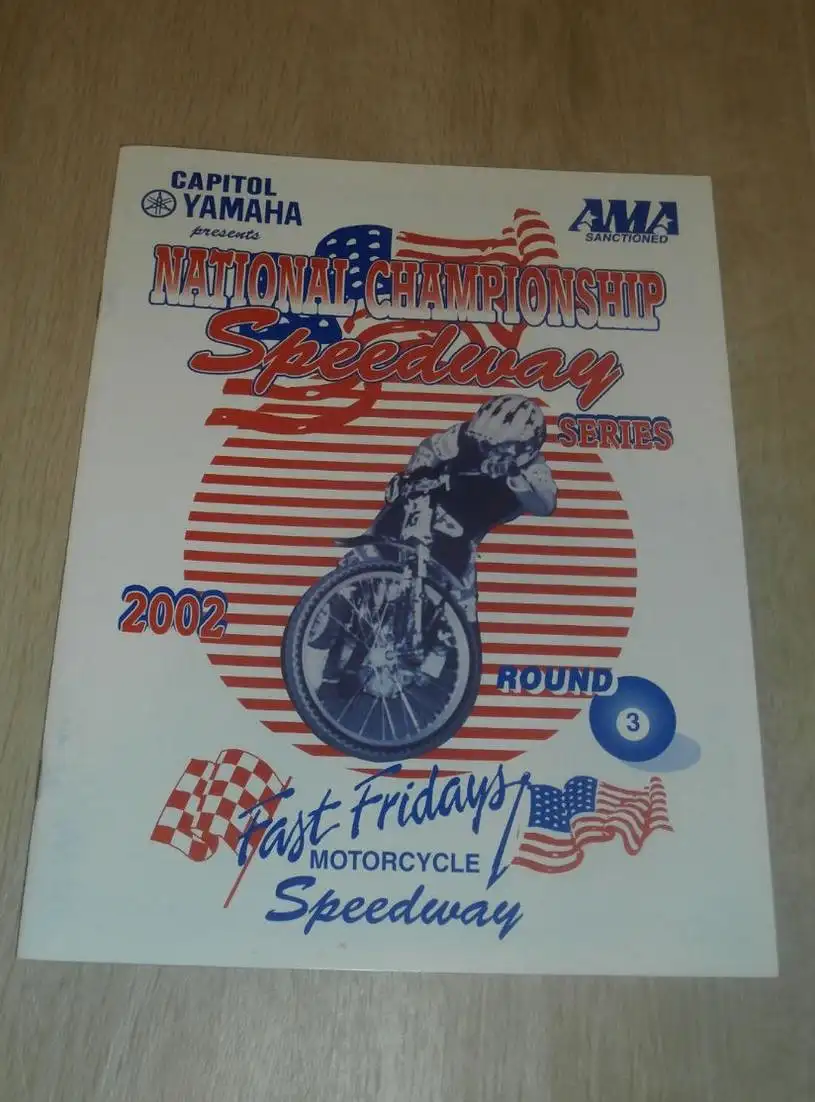 CAPITOL
YAMAHA
presents
AMA
SANCTIONED
NATIONAL CHAMPIONSHIP
Speedway
SERIES
2002
ROUND
3
Fast Fridays
MOTORCYCLE
Speedway